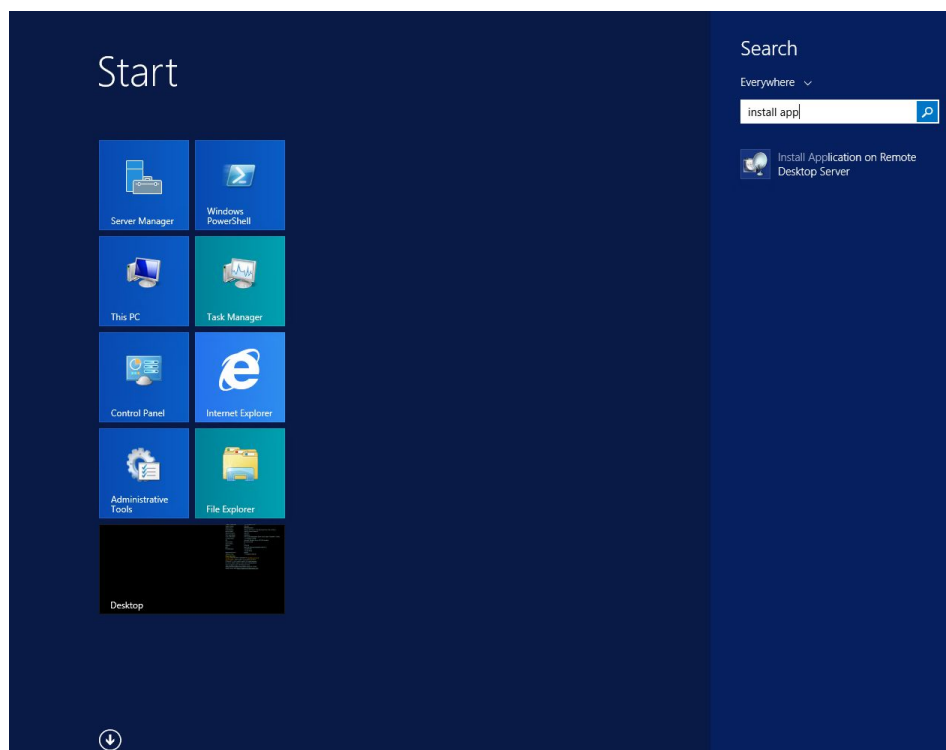 Start
Search
Everywhere
install app
Install Application on Remote
Desktop Server
Server Manager
Windows
PowerShell
This PC
Task Manager
Control Panel
Internet Explorer
Administrative
Tools
File Explorer
Desktop